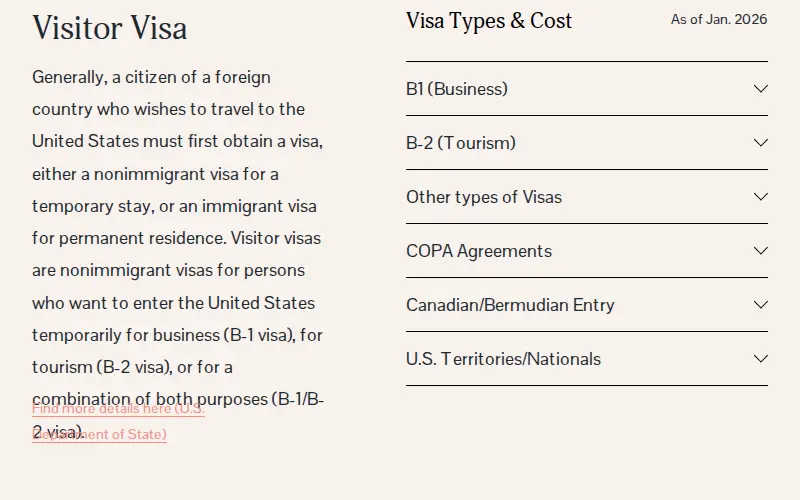 Visitor Visa
Generally, a citizen of a foreign
country who wishes to travel to the
United States must first obtain a visa,
either a nonimmigrant visa for a
temporary stay, or an immigrant visa
for permanent residence. Visitor visas
are nonimmigrant visas for persons
who want to enter the United States
temporarily for business (B-1 visa), for
tourism (B-2 visa), or for a
combination of both purposes (B-1/B-
2 visa).
Find more details here (U.S.
Department of State)
Visa Types & Cost
As of Jan. 2026
B1 (Business)
B-2 (Tourism)
Other types of Visas
COPA Agreements
Canadian/Bermudian Entry
U.S. Territories/Nationals